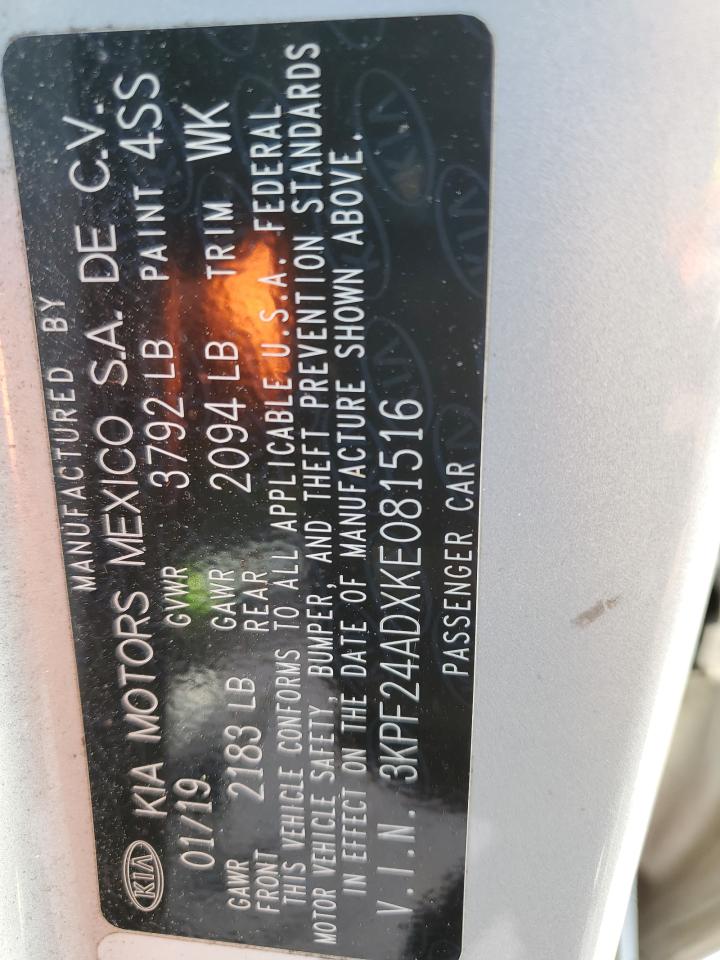 MANUFACTURED BY
KIA KIA MOTORS MEXICO S.A. DE C.V.
01/19 GVWR 3792 LB PAINT 4SS
GAWR FRONT 2183 LB GAWR REAR 2094 LB TRIM WK
THIS VEHICLE CONFORMS TO ALL APPLICABLE U.S.A. FEDERAL
MOTOR VEHICLE SAFETY, BUMPER, AND THEFT PREVENTION STANDARDS
IN EFFECT ON THE DATE OF MANUFACTURE SHOWN ABOVE.
V.I.N. 3KPF24ADXKE081516
PASSENGER CAR